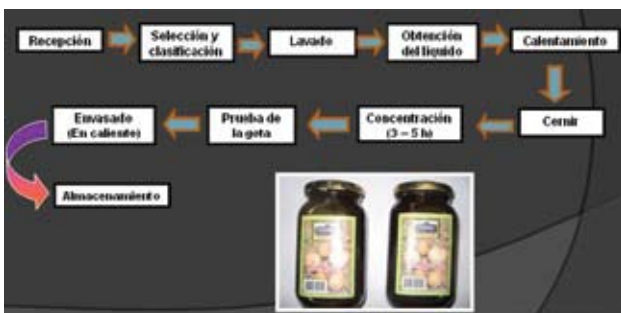 Recepción
Selección y
clasificación
Lavado
Obtención
del líquido
Calentamiento
Cernir
Concentración
(3 – 5 h)
Prueba de
la gota
Envasado
(En caliente)
Almacenamiento